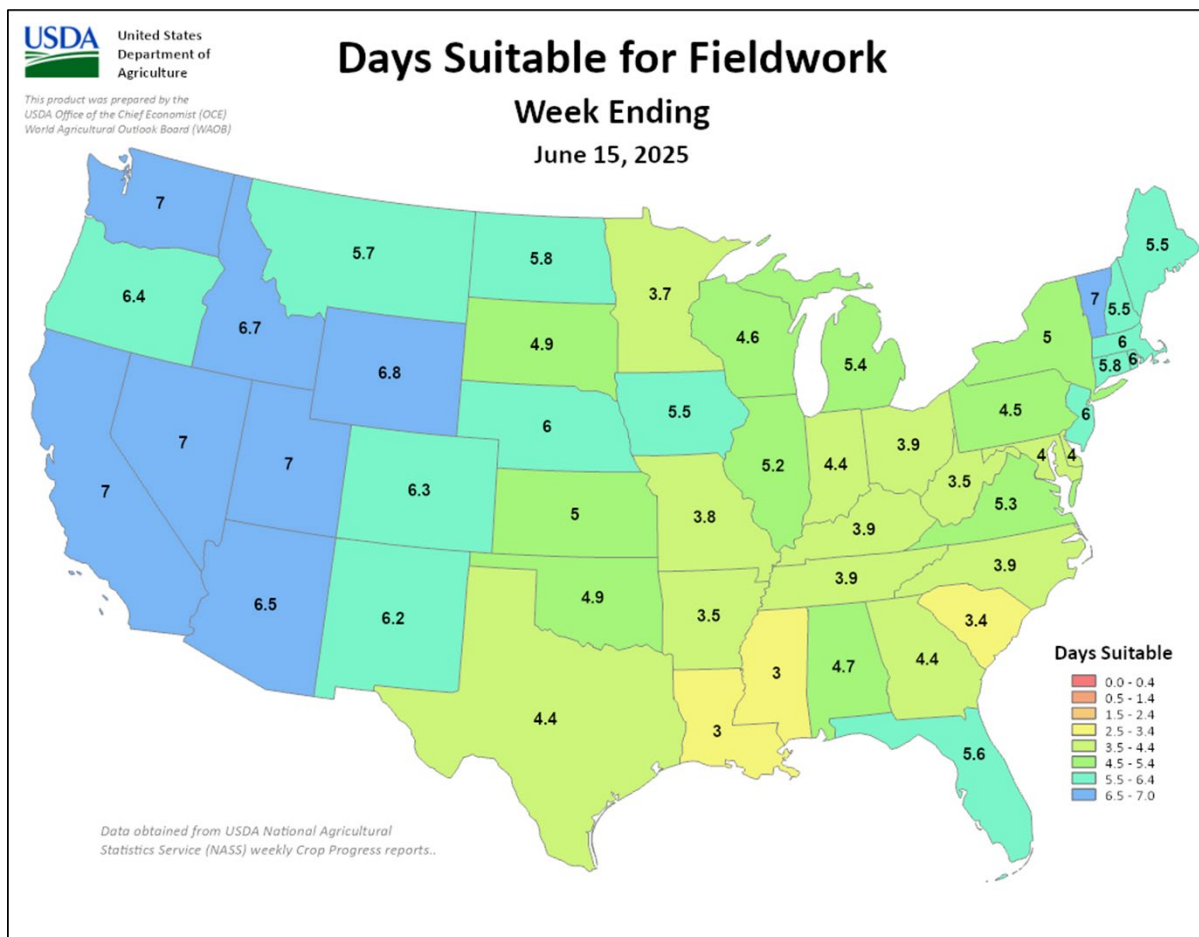 USDA
United States
Department of
Agriculture
This product was prepared by the
USDA Office of the Chief Economist (OCE)
World Agricultural Outlook Board (WAOB)
Days Suitable for Fieldwork
Week Ending
June 15, 2025
7
5.7
5.8
3.7
5.5
6.4
6.7
6.8
4.9
4.6
5.4
5
7
5.5
6
5.8
6
7
7
7
6.3
6
5.5
5.2
4.4
3.9
4.5
6
4
4
3.5
5.3
5
3.8
3.9
3.9
3.9
6.5
6.2
4.9
3.5
3.4
4.4
3
3
4.7
4.4
5.6
Days Suitable
0.0 - 0.4
0.5 - 1.4
1.5 - 2.4
2.5 - 3.4
3.5 - 4.4
4.5 - 5.4
5.5 - 6.4
6.5 - 7.0
Data obtained from USDA National Agricultural
Statistics Service (NASS) weekly Crop Progress reports..